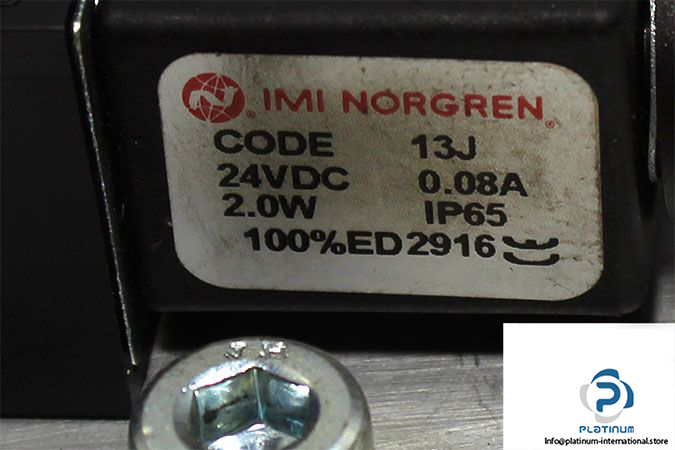 IMI NORGREN
CODE 13J
24VDC 0.08A
2.0W IP65
100%ED 2916
PLATINUM
Info@platinum-international.store